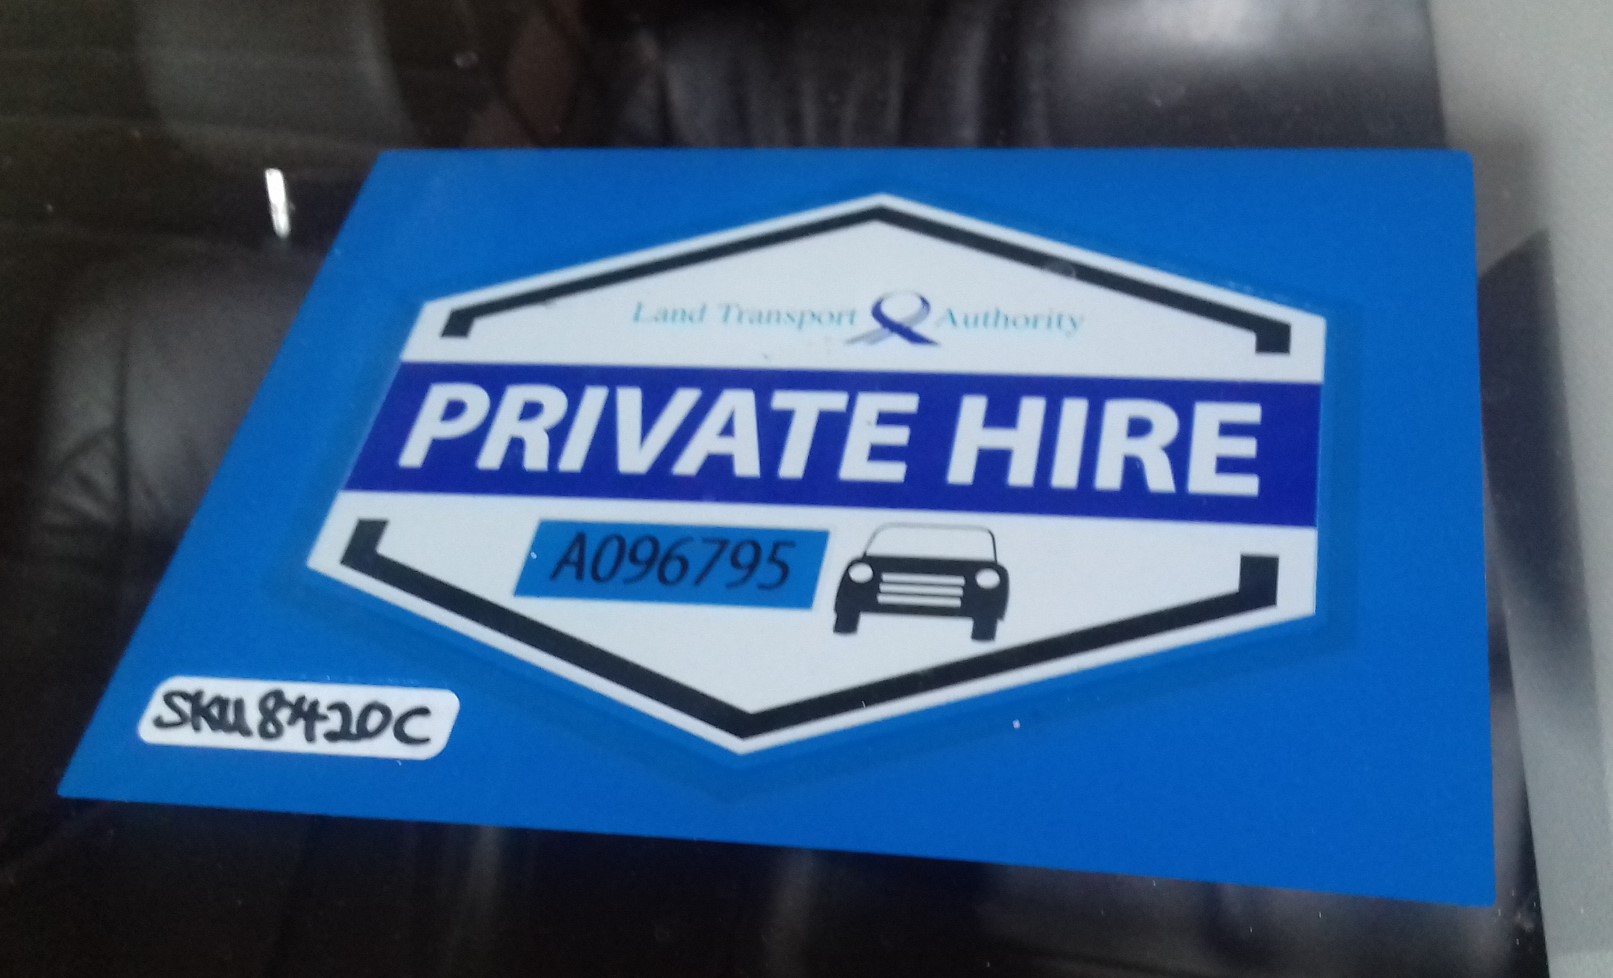 Land Transport Authority
PRIVATE HIRE
A096795
SKU8420C